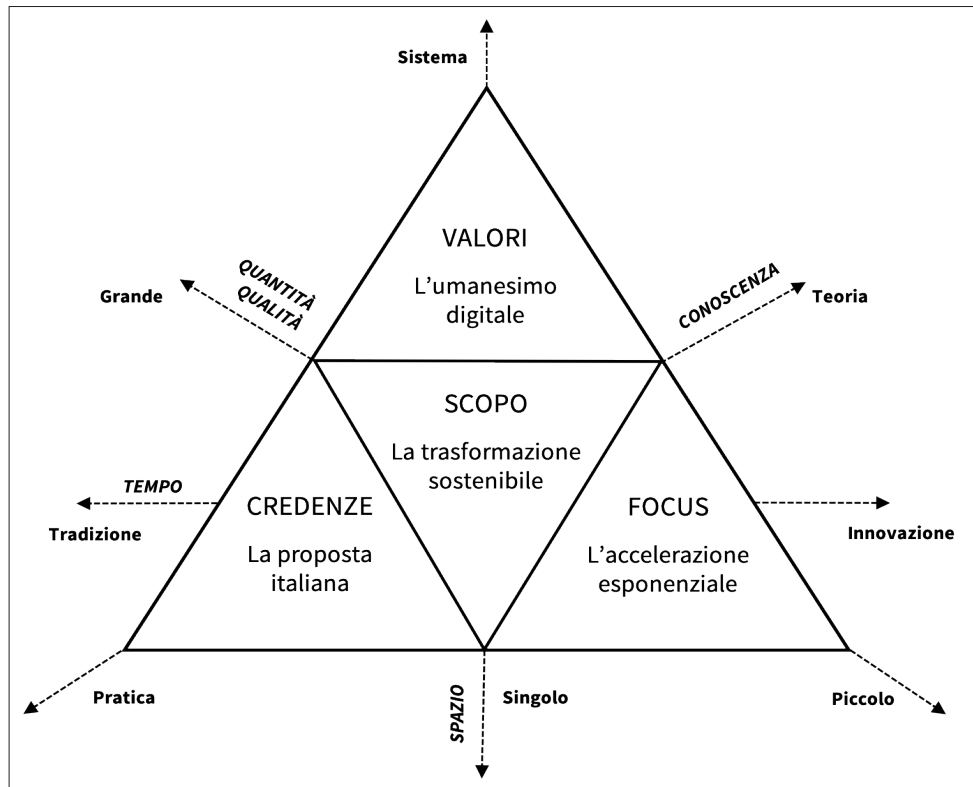 Sistema
VALORI
L’umanesimo
digitale
QUANTITÀ
QUALITÀ
Grande
CONOSCENZA
Teoria
SCOPO
La trasformazione
sostenibile
TEMPO
Tradizione
CREDENZE
La proposta
italiana
FOCUS
L’accelerazione
esponenziale
Innovazione
Pratica
SPAZIO
Singolo
Piccolo